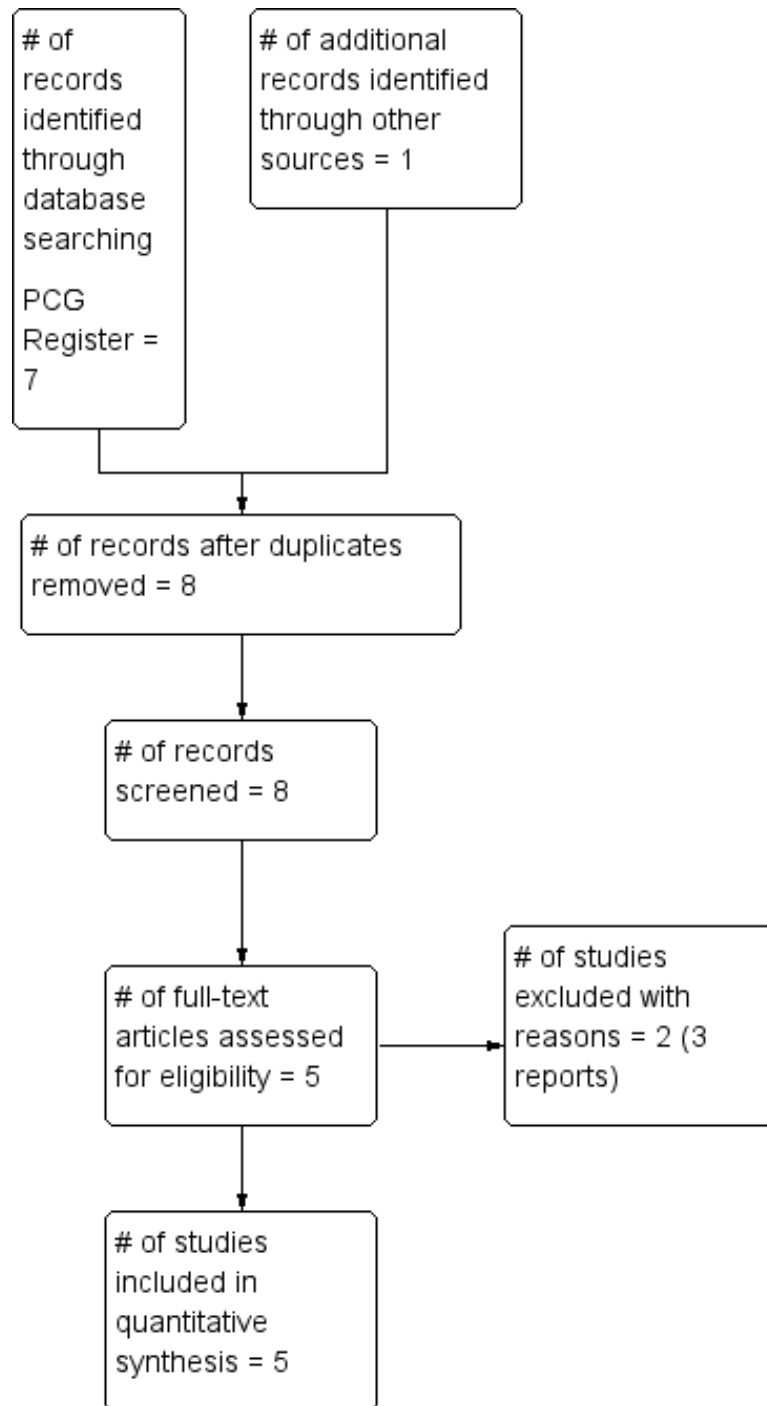 # of
records
identified
through
database
searching
PCG
Register =
7
# of additional
records identified
through other
sources = 1
# of records after duplicates
removed = 8
# of records
screened = 8
# of full-text
articles assessed
for eligibility = 5
# of studies
excluded with
reasons = 2 (3
reports)
# of studies
included in
quantitative
synthesis = 5